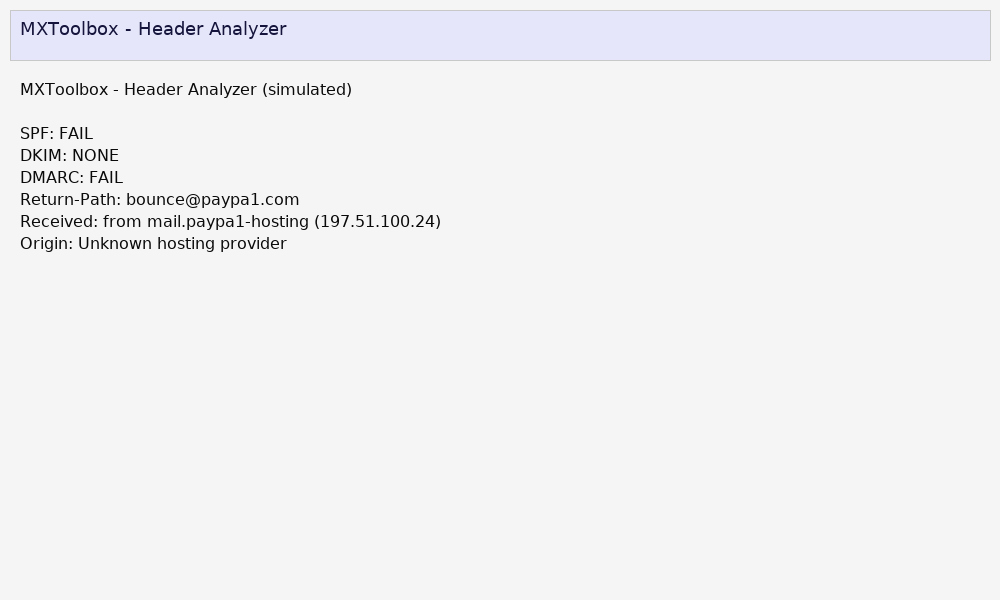 MXToolbox - Header Analyzer
MXToolbox - Header Analyzer (simulated)
SPF: FAIL
DKIM: NONE
DMARC: FAIL
Return-Path: bounce@paypa1.com
Received: from mail.paypa1-hosting (197.51.100.24)
Origin: Unknown hosting provider